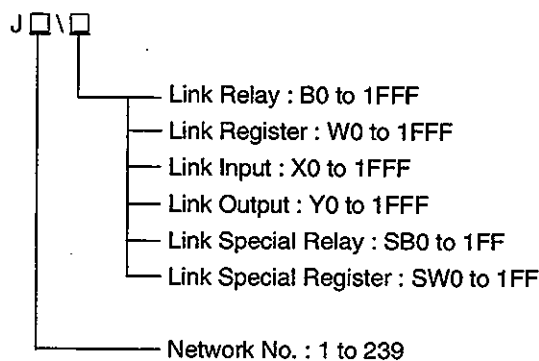 J□\□
Link Relay : B0 to 1FFF
Link Register : W0 to 1FFF
Link Input : X0 to 1FFF
Link Output : Y0 to 1FFF
Link Special Relay : SB0 to 1FF
Link Special Register : SW0 to 1FF
Network No. : 1 to 239